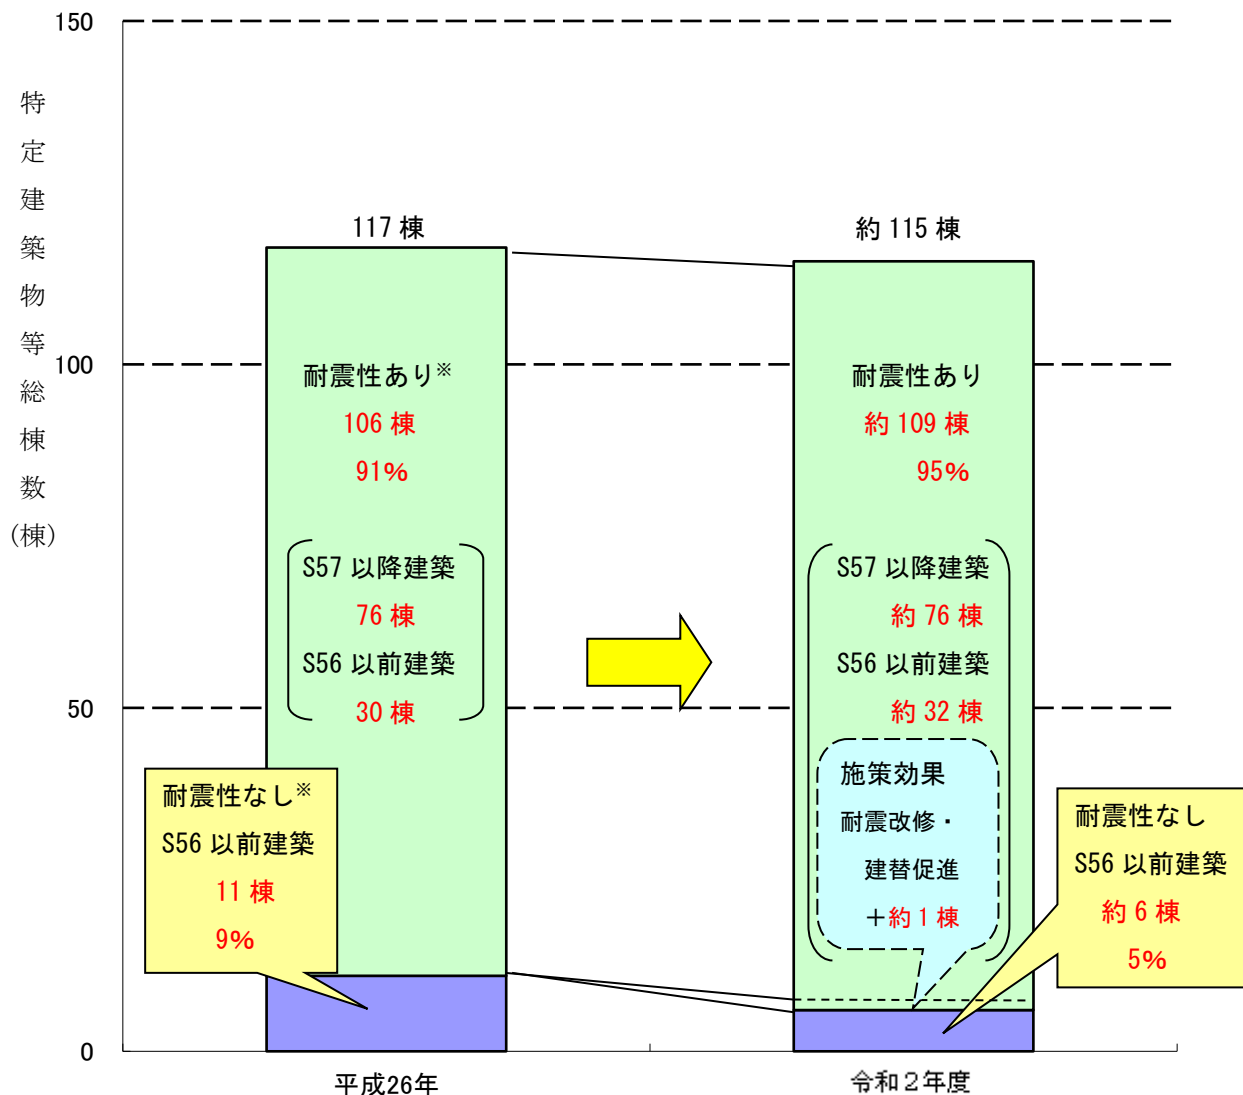 150
特定建築物等総棟数(棟)
117 棟
約 115 棟
100
耐震性あり※
106 棟
91%
耐震性あり
約 109 棟
95%
S57 以降建築
76 棟
S56 以前建築
30 棟
S57 以降建築
約 76 棟
S56 以前建築
約 32 棟
50
施策効果
耐震改修・
建替促進
＋約 1 棟
耐震性なし※
S56 以前建築
11 棟
9%
耐震性なし
S56 以前建築
約 6 棟
5%
0
平成26年
令和２年度